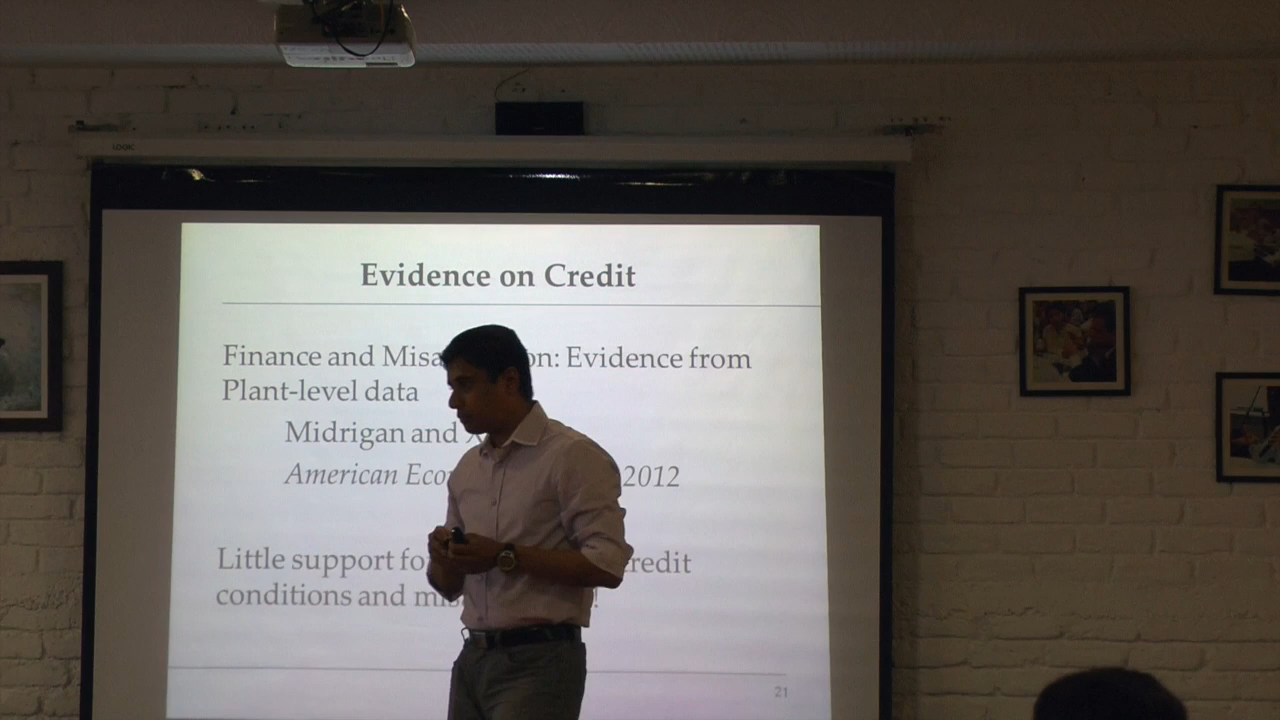 LOGIC
Evidence on Credit
Finance and Misa on: Evidence from
Plant-level data
Midrigan and
American Eco 2012
Little support fo redit
conditions and mis !
21